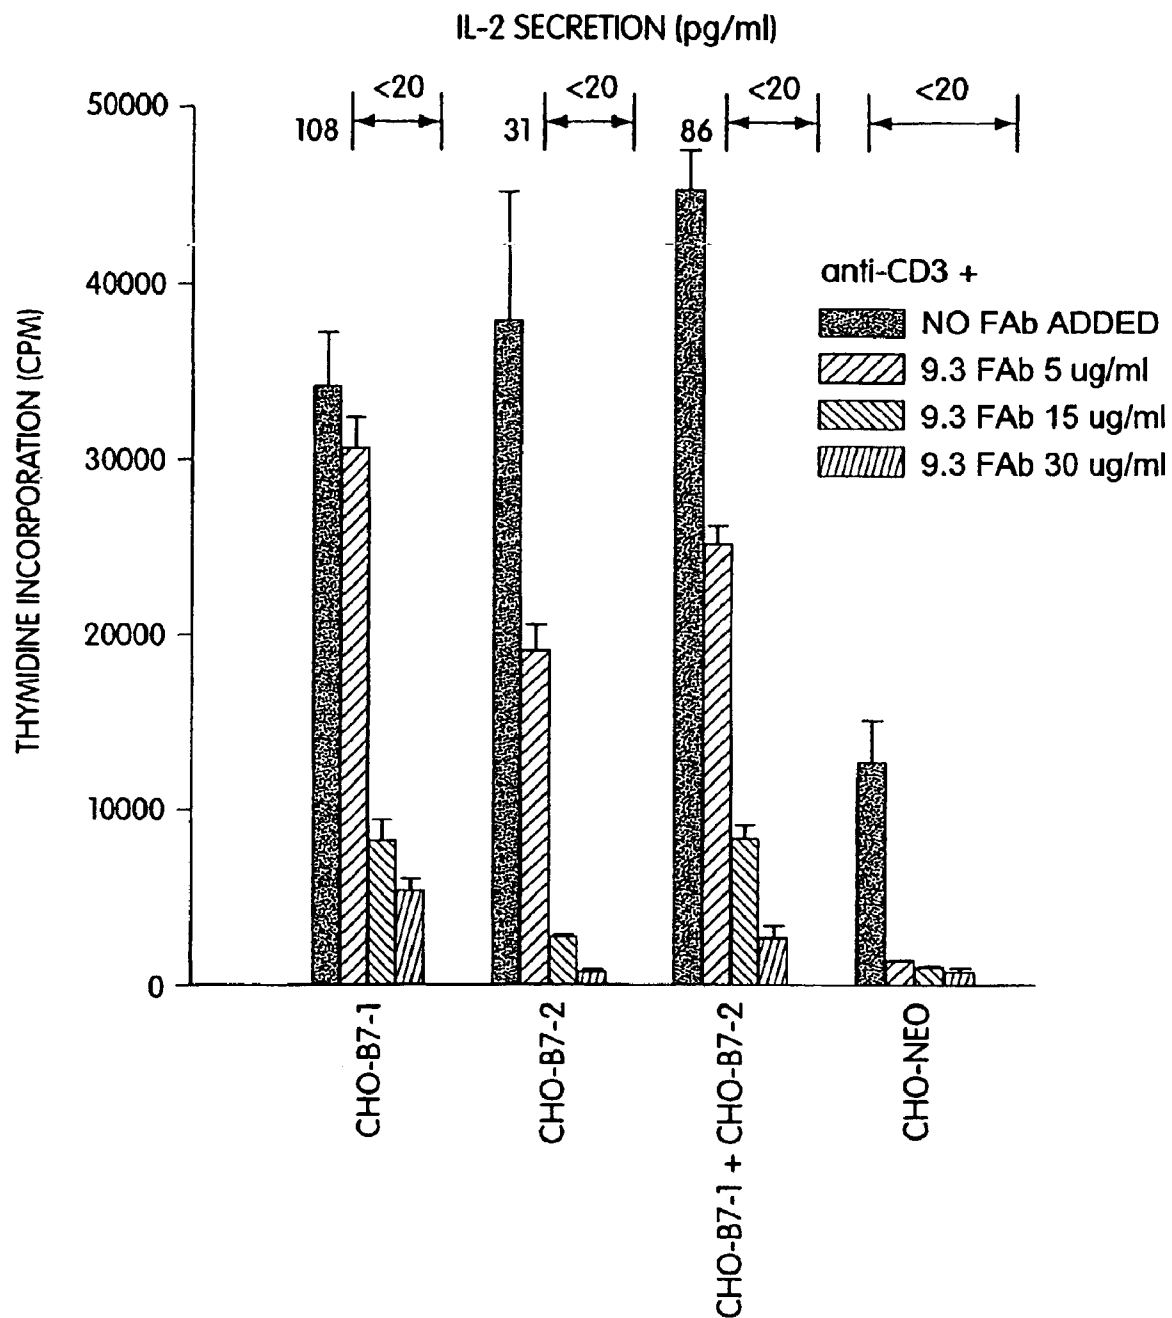 IL-2 SECRETION (pg/ml)
<20 <20 <20 <20
108 31 86
50000
40000
30000
20000
10000
0
THYMIDINE INCORPORATION (CPM)
anti-CD3 +
NO FAb ADDED
9.3 FAb 5 ug/ml
9.3 FAb 15 ug/ml
9.3 FAb 30 ug/ml
CHO-B7-1
CHO-B7-2
CHO-B7-1 + CHO-B7-2
CHO-NEO